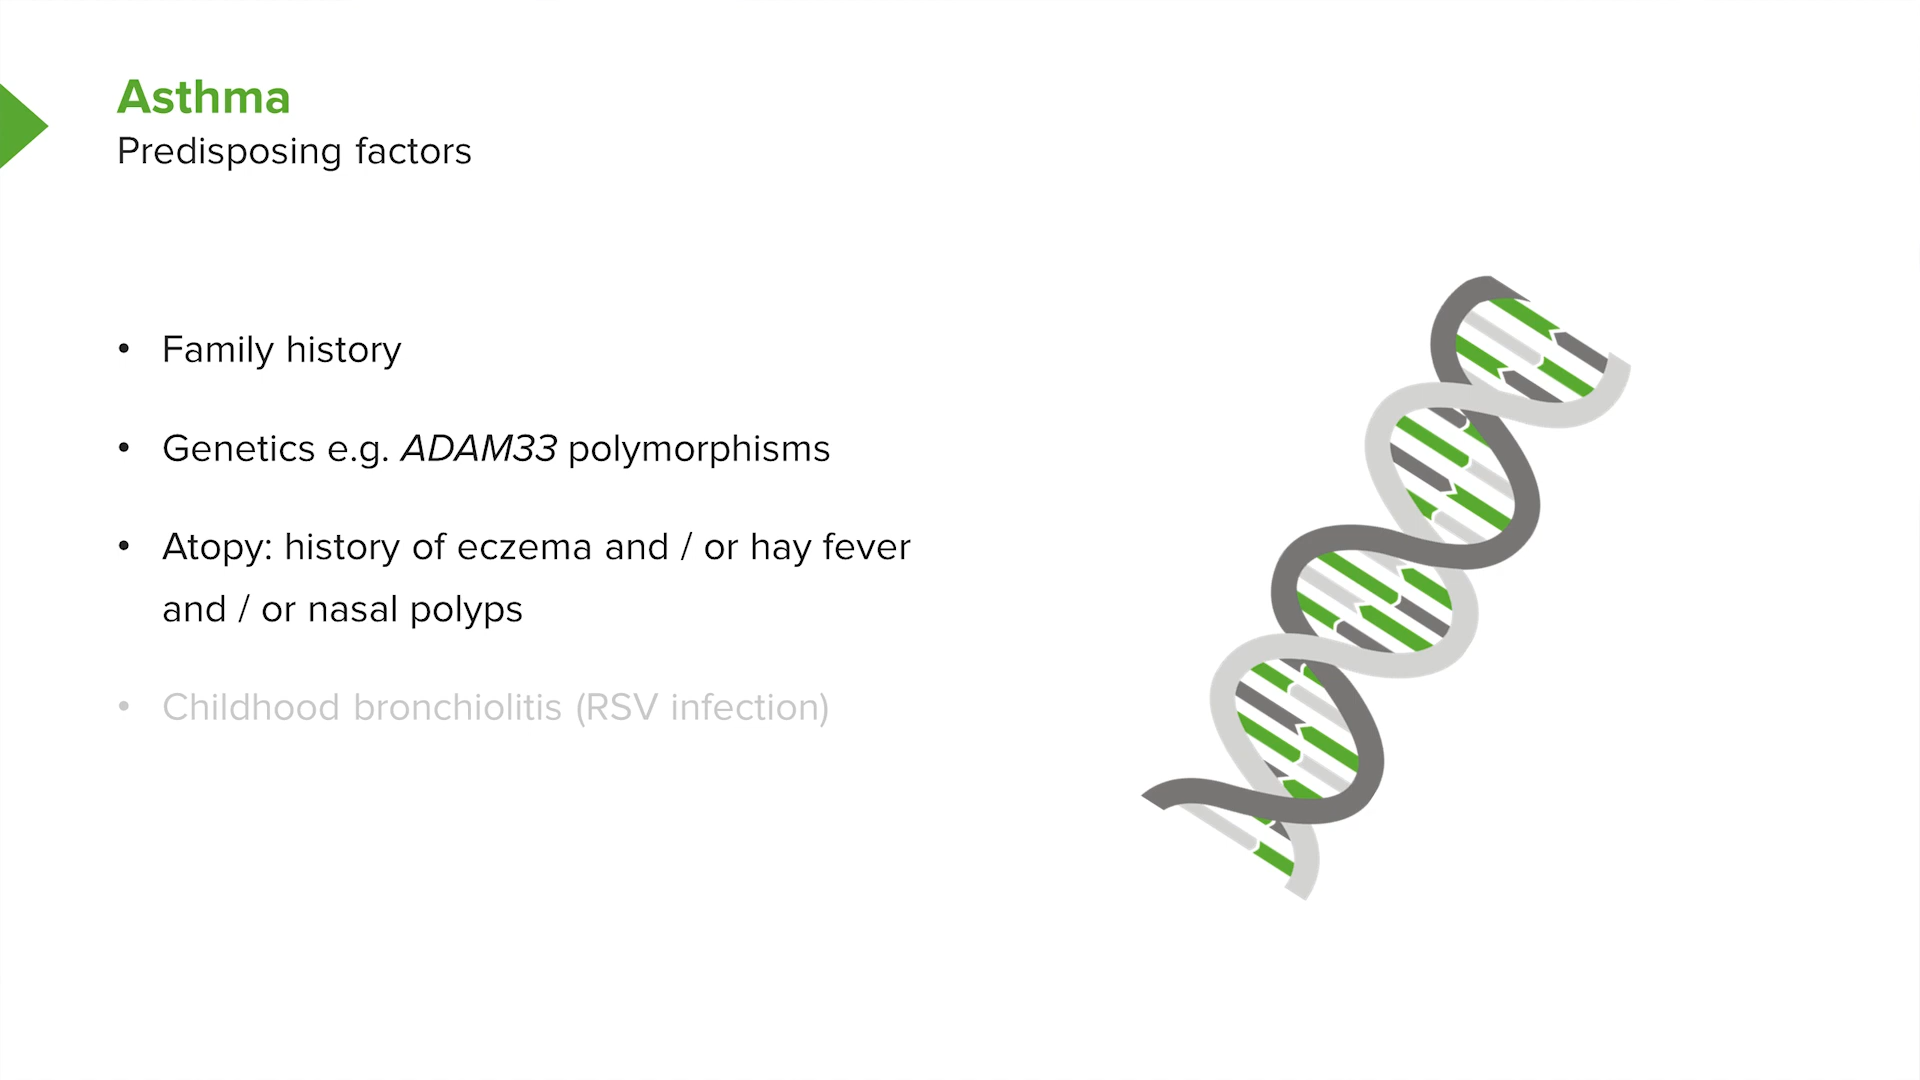 Asthma
Predisposing factors
• Family history
• Genetics e.g. ADAM33 polymorphisms
• Atopy: history of eczema and / or hay fever
and / or nasal polyps
• Childhood bronchiolitis (RSV infection)